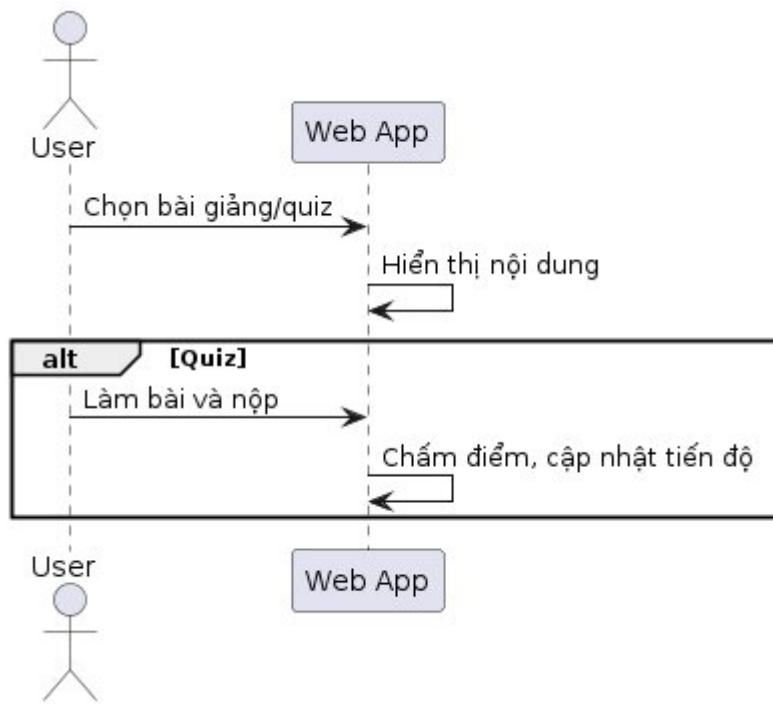 User
Web App
Chọn bài giảng/quiz
Hiển thị nội dung
alt [Quiz]
Làm bài và nộp
Chấm điểm, cập nhật tiến độ
User
Web App